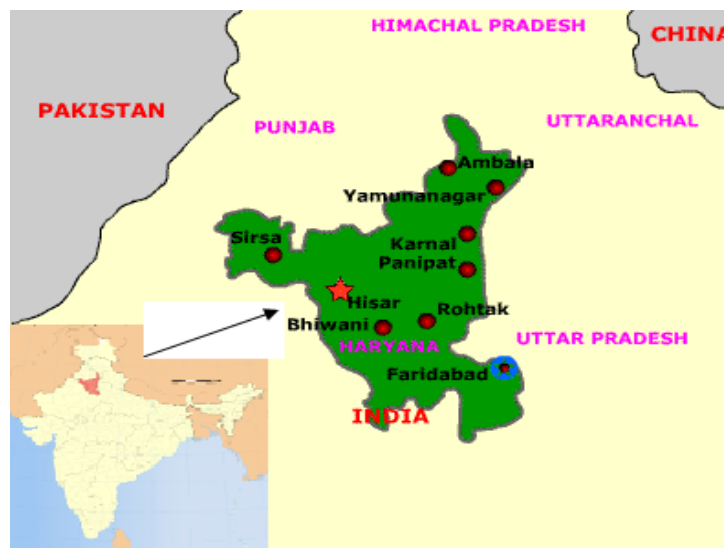 HIMACHAL PRADESH
CHINA
PAKISTAN
PUNJAB
UTTARANCHAL
Ambala
Yamunanagar
Sirsa
Karnal
Panipat
Hisar
Rohtak
Bhiwani
HARYANA
UTTAR PRADESH
Faridabad
INDIA